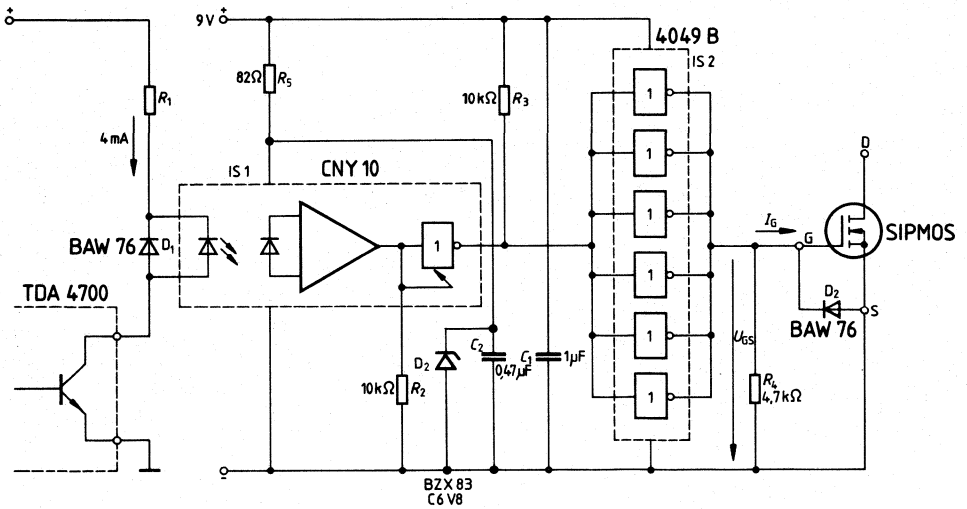 +
9V +
4049 B
IS 2
82Ω R5
10kΩ R3
R1
4mA
1
1
D
IS 1
CNY 10
1
IG
G
SIPMOS
BAW 76 D1
1
1
TDA 4700
D2
S
BAW 76
UGS
1
D2
C2
0,47µF
C1
1µF
10kΩ R2
R4
4,7kΩ
1
1
-
BZX 83
C6 V8